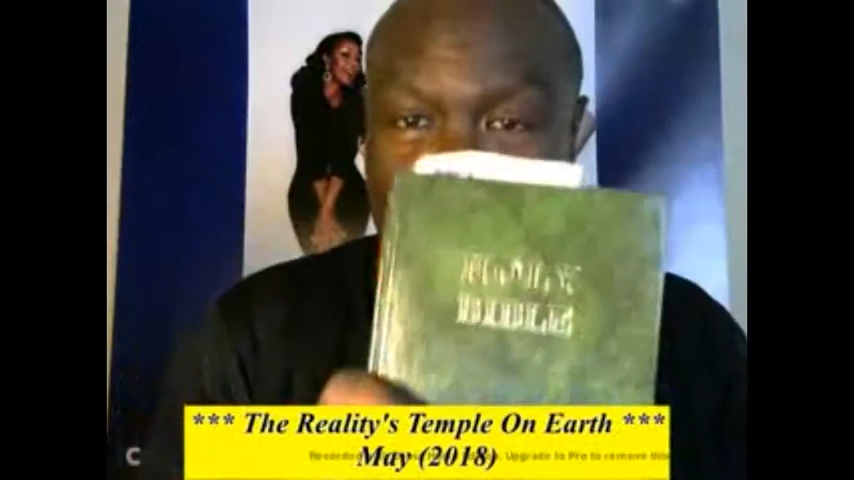 HOLY
BIBLE
*** The Reality's Temple On Earth ***
May (2018)
C